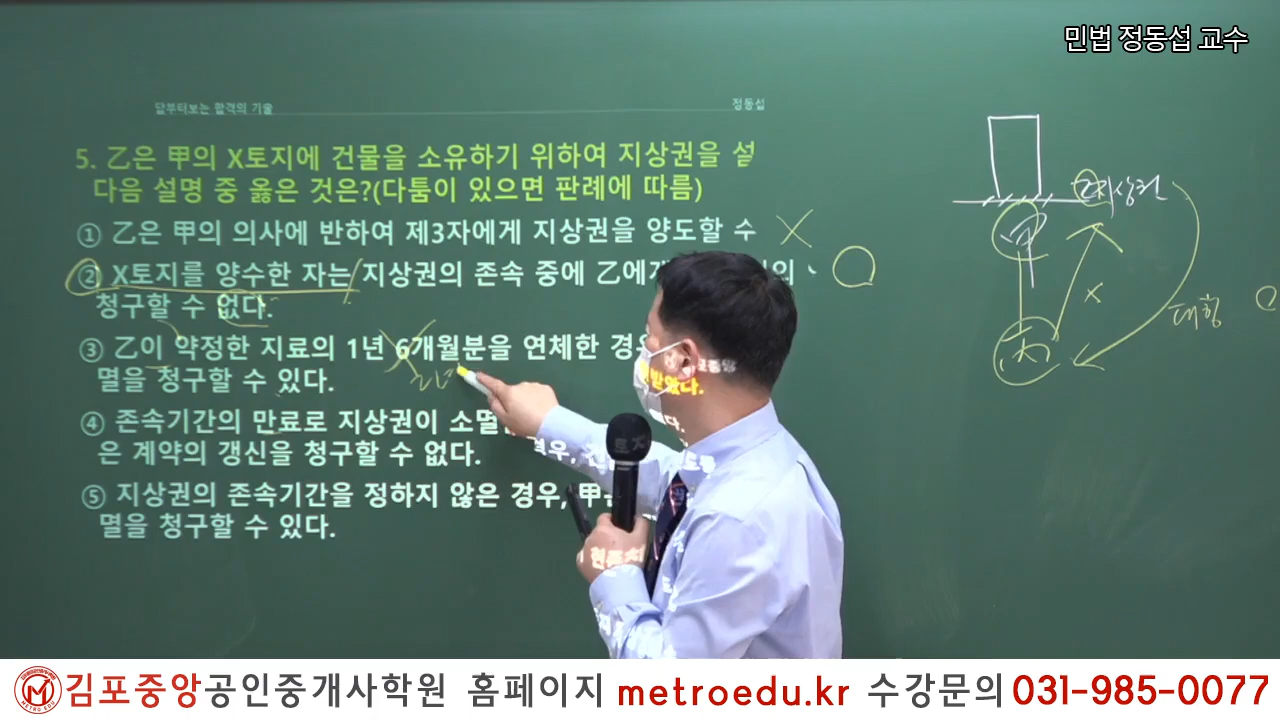 민법 정동섭 교수
답부터보는 합격의 기술
정동섭
5. 乙은 甲의 X토지에 건물을 소유하기 위하여 지상권을 설
다음 설명 중 옳은 것은?(다툼이 있으면 판례에 따름)
① 乙은 甲의 의사에 반하여 제3자에게 지상권을 양도할 수
② X토지를 양수한 자는 지상권의 존속 중에 乙에게
청구할 수 없다.
③ 乙이 약정한 지료의 1년 6개월분을 연체한 경우
멸을 청구할 수 있다.
④ 존속기간의 만료로 지상권이 소멸
은 계약의 갱신을 청구할 수 없다.
⑤ 지상권의 존속기간을 정하지 않은 경우, 甲은
멸을 청구할 수 있다.
지상권
甲
대항
김포중앙공인중개사학원 홈페이지 metroedu.kr 수강문의 031-985-0077